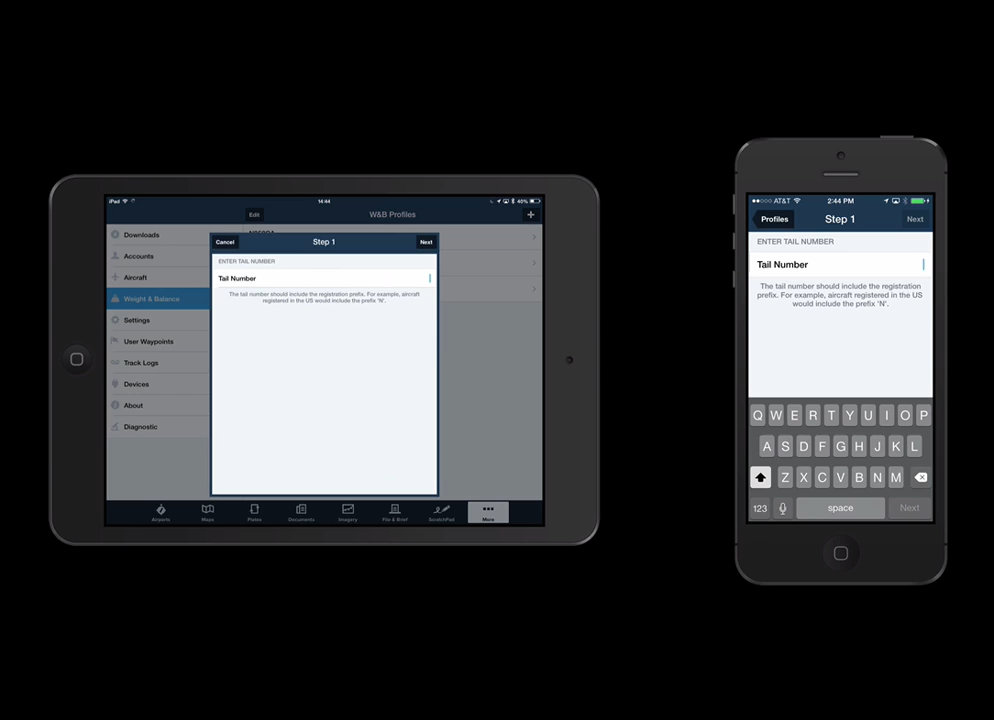 iPad
14:44
40%
Edit
W&B Profiles
+
Downloads
Accounts
Aircraft
Weight & Balance
Settings
User Waypoints
Track Logs
Devices
About
Diagnostic
Cancel
Step 1
Next
ENTER TAIL NUMBER
Tail Number
The tail number should include the registration prefix. For example, aircraft
registered in the US would include the prefix 'N'.
Airports
Maps
Plates
Documents
Imagery
File & Brief
ScratchPad
More
AT&T
2:44 PM
Profiles
Step 1
Next
ENTER TAIL NUMBER
Tail Number
The tail number should include the registration
prefix. For example, aircraft registered in the US
would include the prefix 'N'.
Q W E R T Y U I O P
A S D F G H J K L
Z X C V B N M
123
space
Next